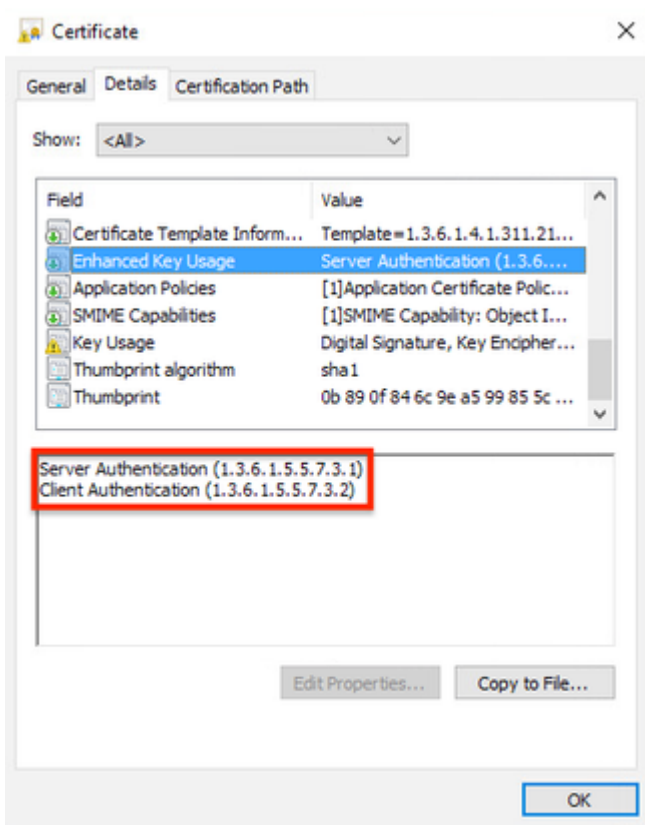 Certificate
General Details Certification Path
Show: <All>
Field Value
Certificate Template Inform... Template=1.3.6.1.4.1.311.21...
Enhanced Key Usage Server Authentication (1.3.6....
Application Policies [1]Application Certificate Polic...
SMIME Capabilities [1]SMIME Capability: Object I...
Key Usage Digital Signature, Key Encipher...
Thumbprint algorithm sha1
Thumbprint 0b 89 0f 84 6c 9e a5 99 85 5c ...
Server Authentication (1.3.6.1.5.5.7.3.1)
Client Authentication (1.3.6.1.5.5.7.3.2)
Edit Properties... Copy to File...
OK